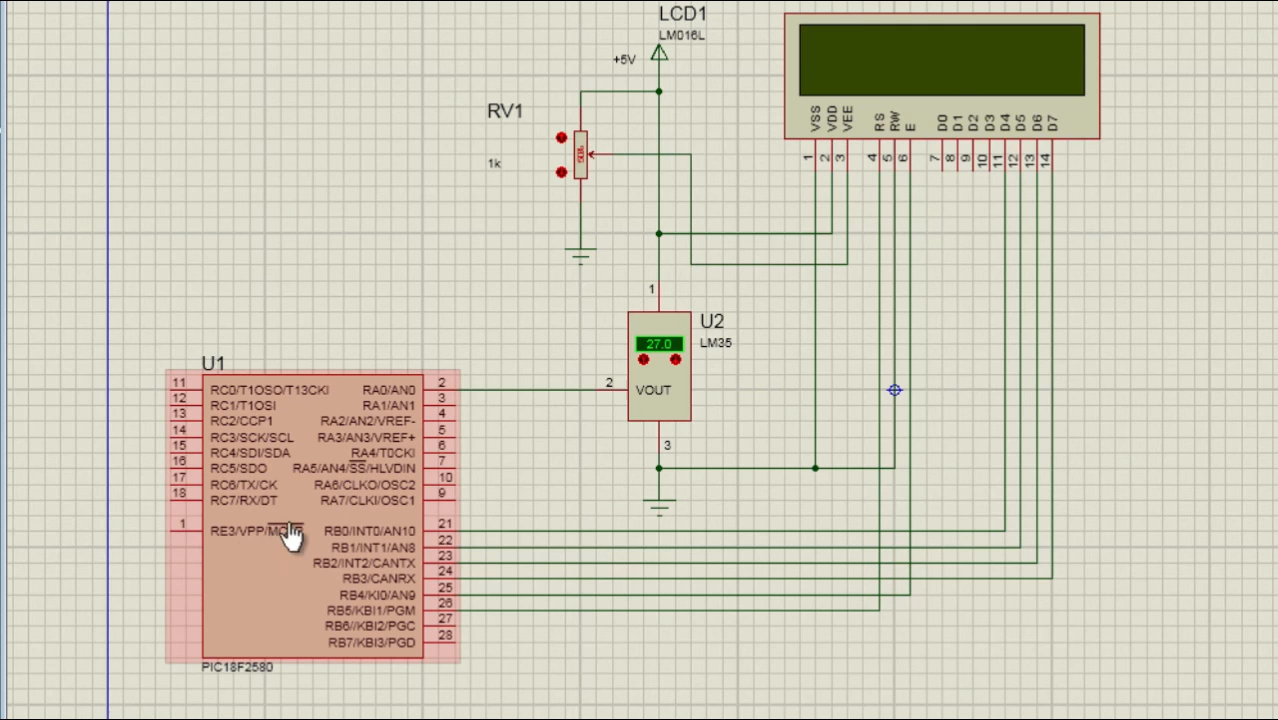 LCD1
LM016L
+5V
RV1
1k
VSS
VDD
VEE
RS
RW
E
D0
D1
D2
D3
D4
D5
D6
D7
1
2
3
4
5
6
7
8
9
10
11
12
13
14
1
U2
LM35
27.0
2
VOUT
3
U1
11 RC0/T1OSO/T13CKI RA0/AN0 2
12 RC1/T1OSI RA1/AN1 3
13 RC2/CCP1 RA2/AN2/VREF- 4
14 RC3/SCK/SCL RA3/AN3/VREF+ 5
15 RC4/SDI/SDA RA4/T0CKI 6
16 RC5/SDO RA5/AN4/SS/HLVDIN 7
17 RC6/TX/CK RA6/CLKO/OSC2 10
18 RC7/RX/DT RA7/CLKI/OSC1 9
1 RB0/INT0/AN10 21
RB1/INT1/AN8 22
RB2/INT2/CANTX 23
RB3/CANRX 24
RB4/KI0/AN9 25
RB5/KBI1/PGM 26
RB6//KBI2/PGC 27
RB7/KBI3/PGD 28
PIC18F2580